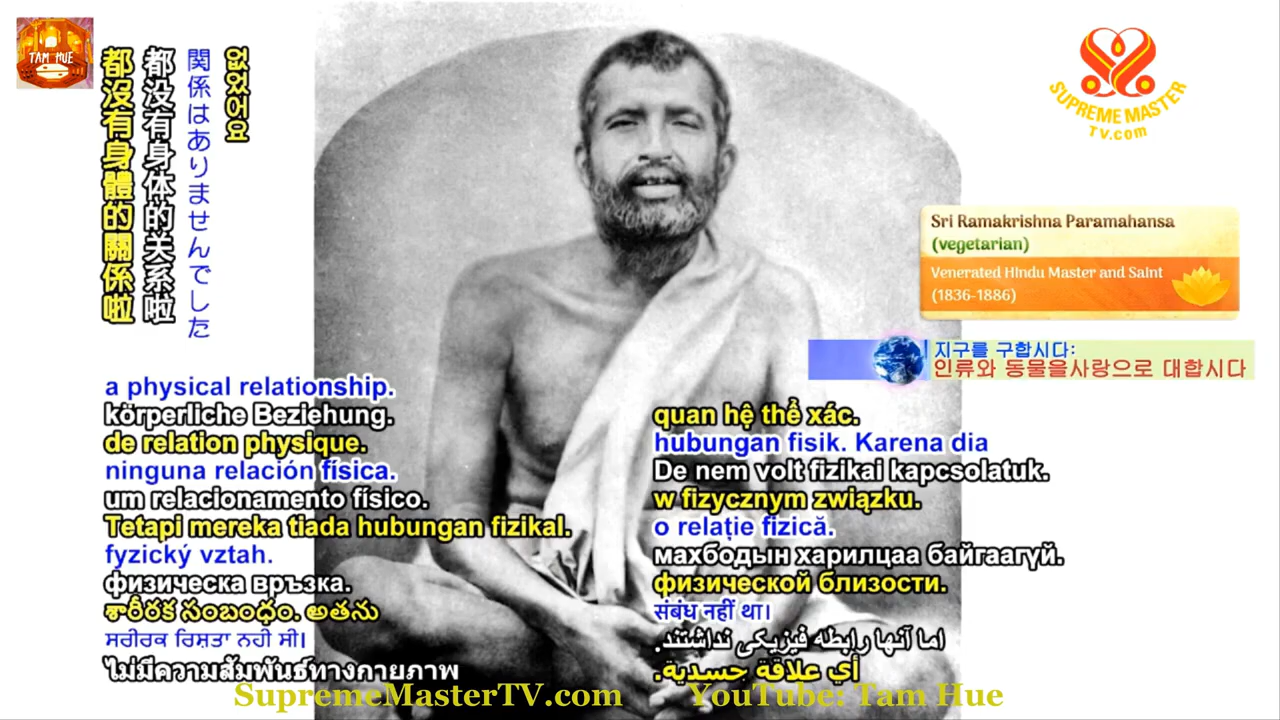 TAM HUE
없었어여
関係はありませんでした
都没有身体的关系啦
都沒有身體的關係啦
SUPREME MASTER
TV.com
Sri Ramakrishna Paramahansa
(vegetarian)
Venerated Hindu Master and Saint
(1836-1886)
지구를 구합시다:
인류와 동물을사랑으로 대합시다
a physical relationship.
körperliche Beziehung.
de relation physique.
ninguna relación física.
um relacionamento físico.
Tetapi mereka tiada hubungan fizikal.
fyzický vztah.
физическа връзка.
శారీరక సంబంధం. అతను
ਸਰੀਰਕ ਰਿਸ਼ਤਾ ਨਹੀ ਸੀ।
ไม่มีความสัมพันธ์ทางกายภาพ
quan hệ thể xác.
hubungan fisik. Karena dia
De nem volt fizikai kapcsolatuk.
w fizycznym związku.
o relație fizică.
махбодын харилцаа байгаагүй.
физической близости.
संबंध नहीं था।
اما آنها رابطه فیزیکی نداشتند.
أي علاقة جسدية.
SupremeMasterTV.com
YouTube: Tam Hue